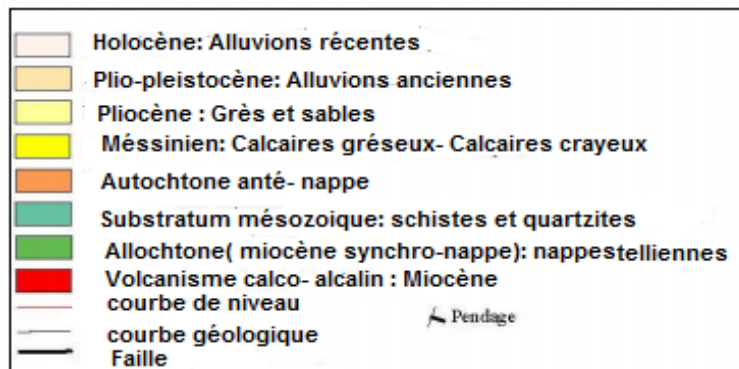 Holocène: Alluvions récentes
Plio-pleistocène: Alluvions anciennes
Pliocène : Grès et sables
Méssinien: Calcaires gréseux- Calcaires crayeux
Autochtone anté- nappe
Substratum mésozoique: schistes et quartzites
Allochtone( miocène synchro-nappe): nappes telliennes
Volcanisme calco- alcalin : Miocène
courbe de niveau
Pendage
courbe géologique
Faille